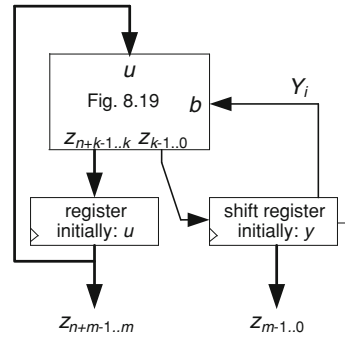 u
Fig. 8.19
b
Y_i
z_{n+k-1..k} z_{k-1..0}
register
initially: u
shift register
initially: y
z_{n+m-1..m}
z_{m-1..0}